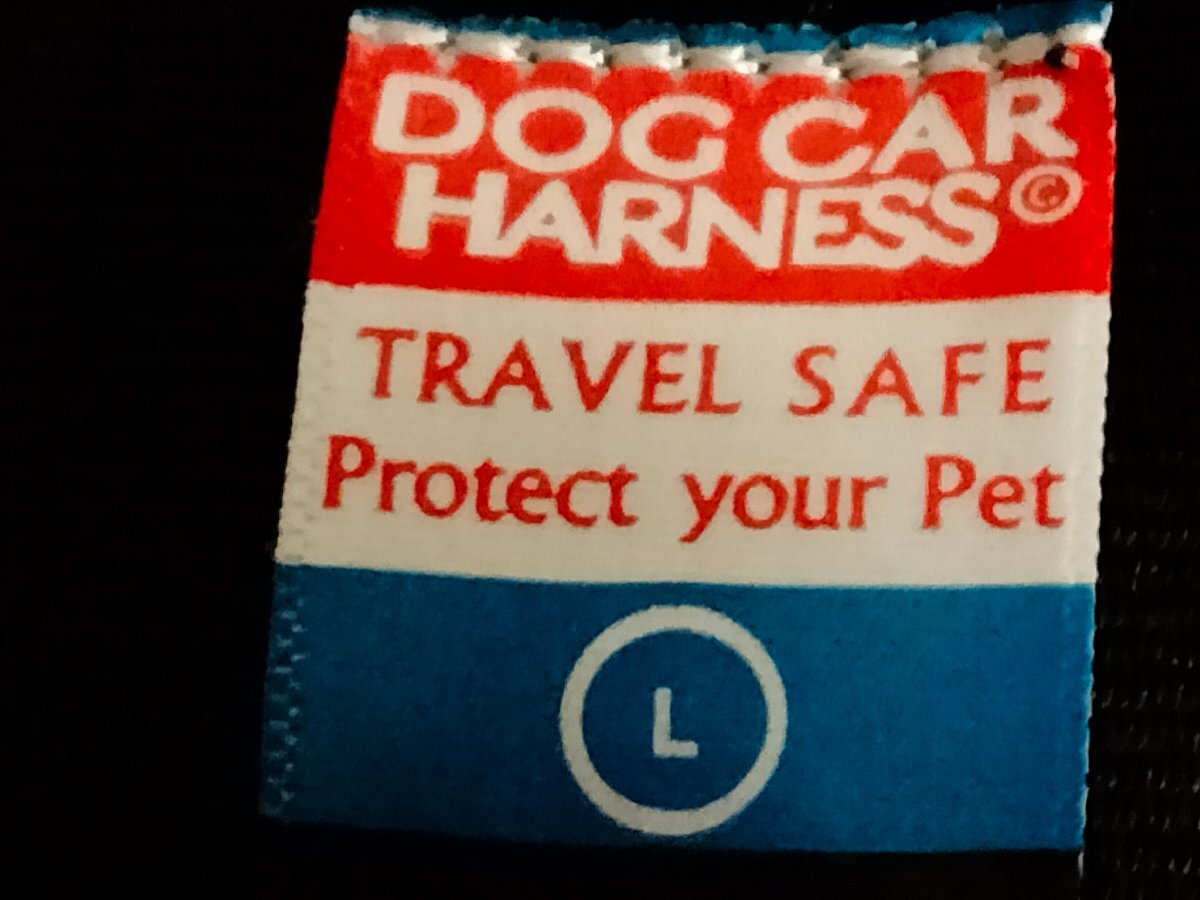 DOG CAR
HARNESS©
TRAVEL SAFE
Protect your Pet
L